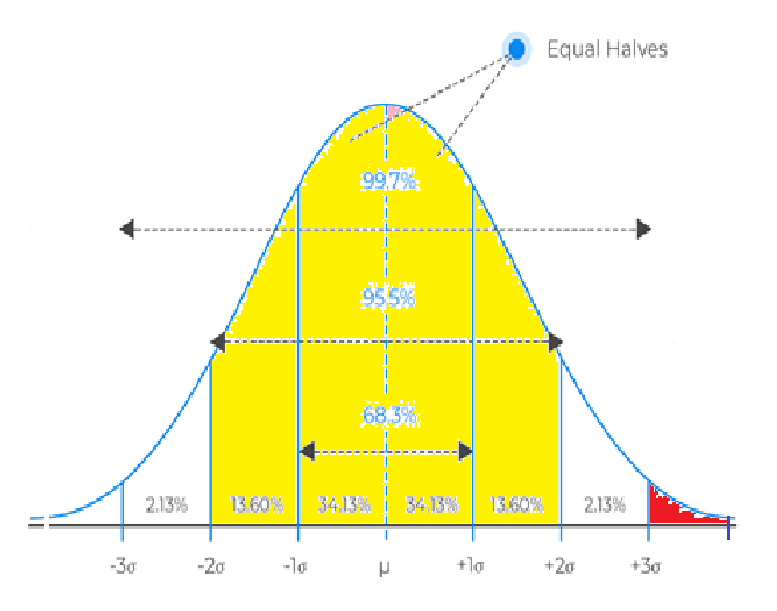 Equal Halves
99.7%
95.5%
68.3%
2.13% 13.60% 34.13% 34.13% 13.60% 2.13%
-3σ -2σ -1σ μ +1σ +2σ +3σ